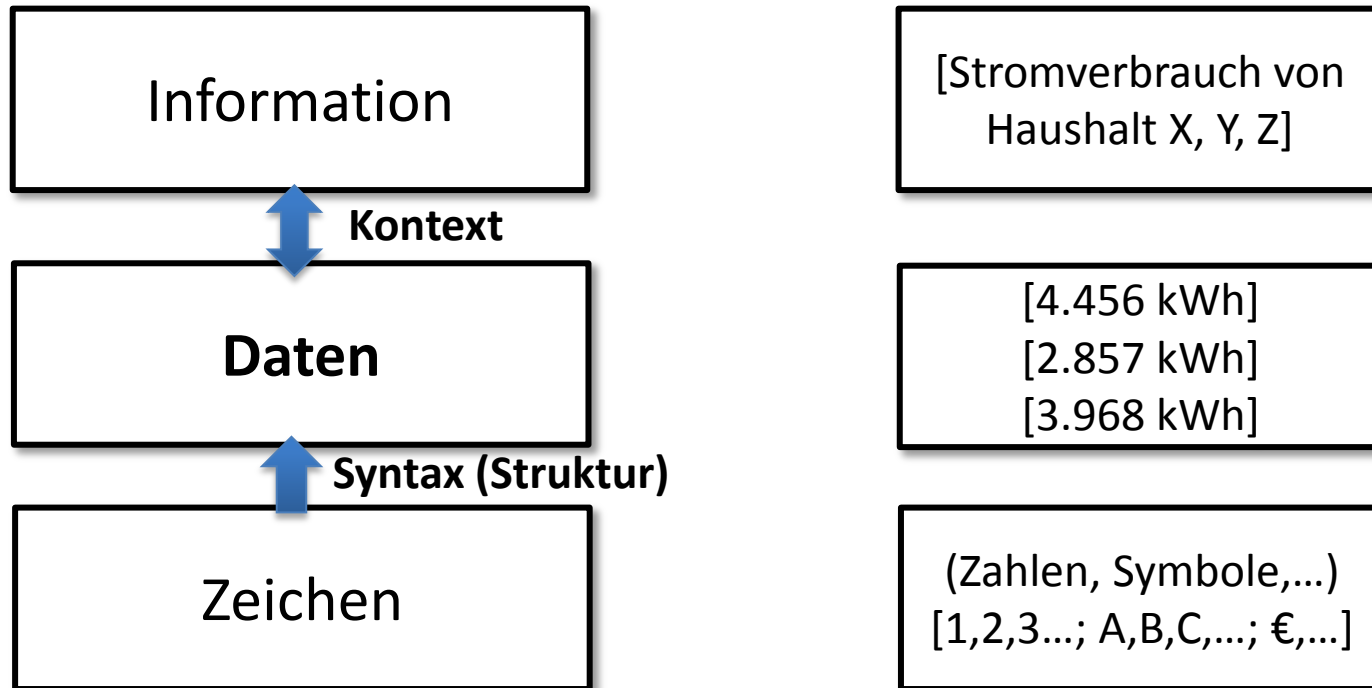 Information
[Stromverbrauch von
Haushalt X, Y, Z]
Kontext
Daten
[4.456 kWh]
[2.857 kWh]
[3.968 kWh]
Syntax (Struktur)
Zeichen
(Zahlen, Symbole,…)
[1,2,3…; A,B,C,…; €,…]